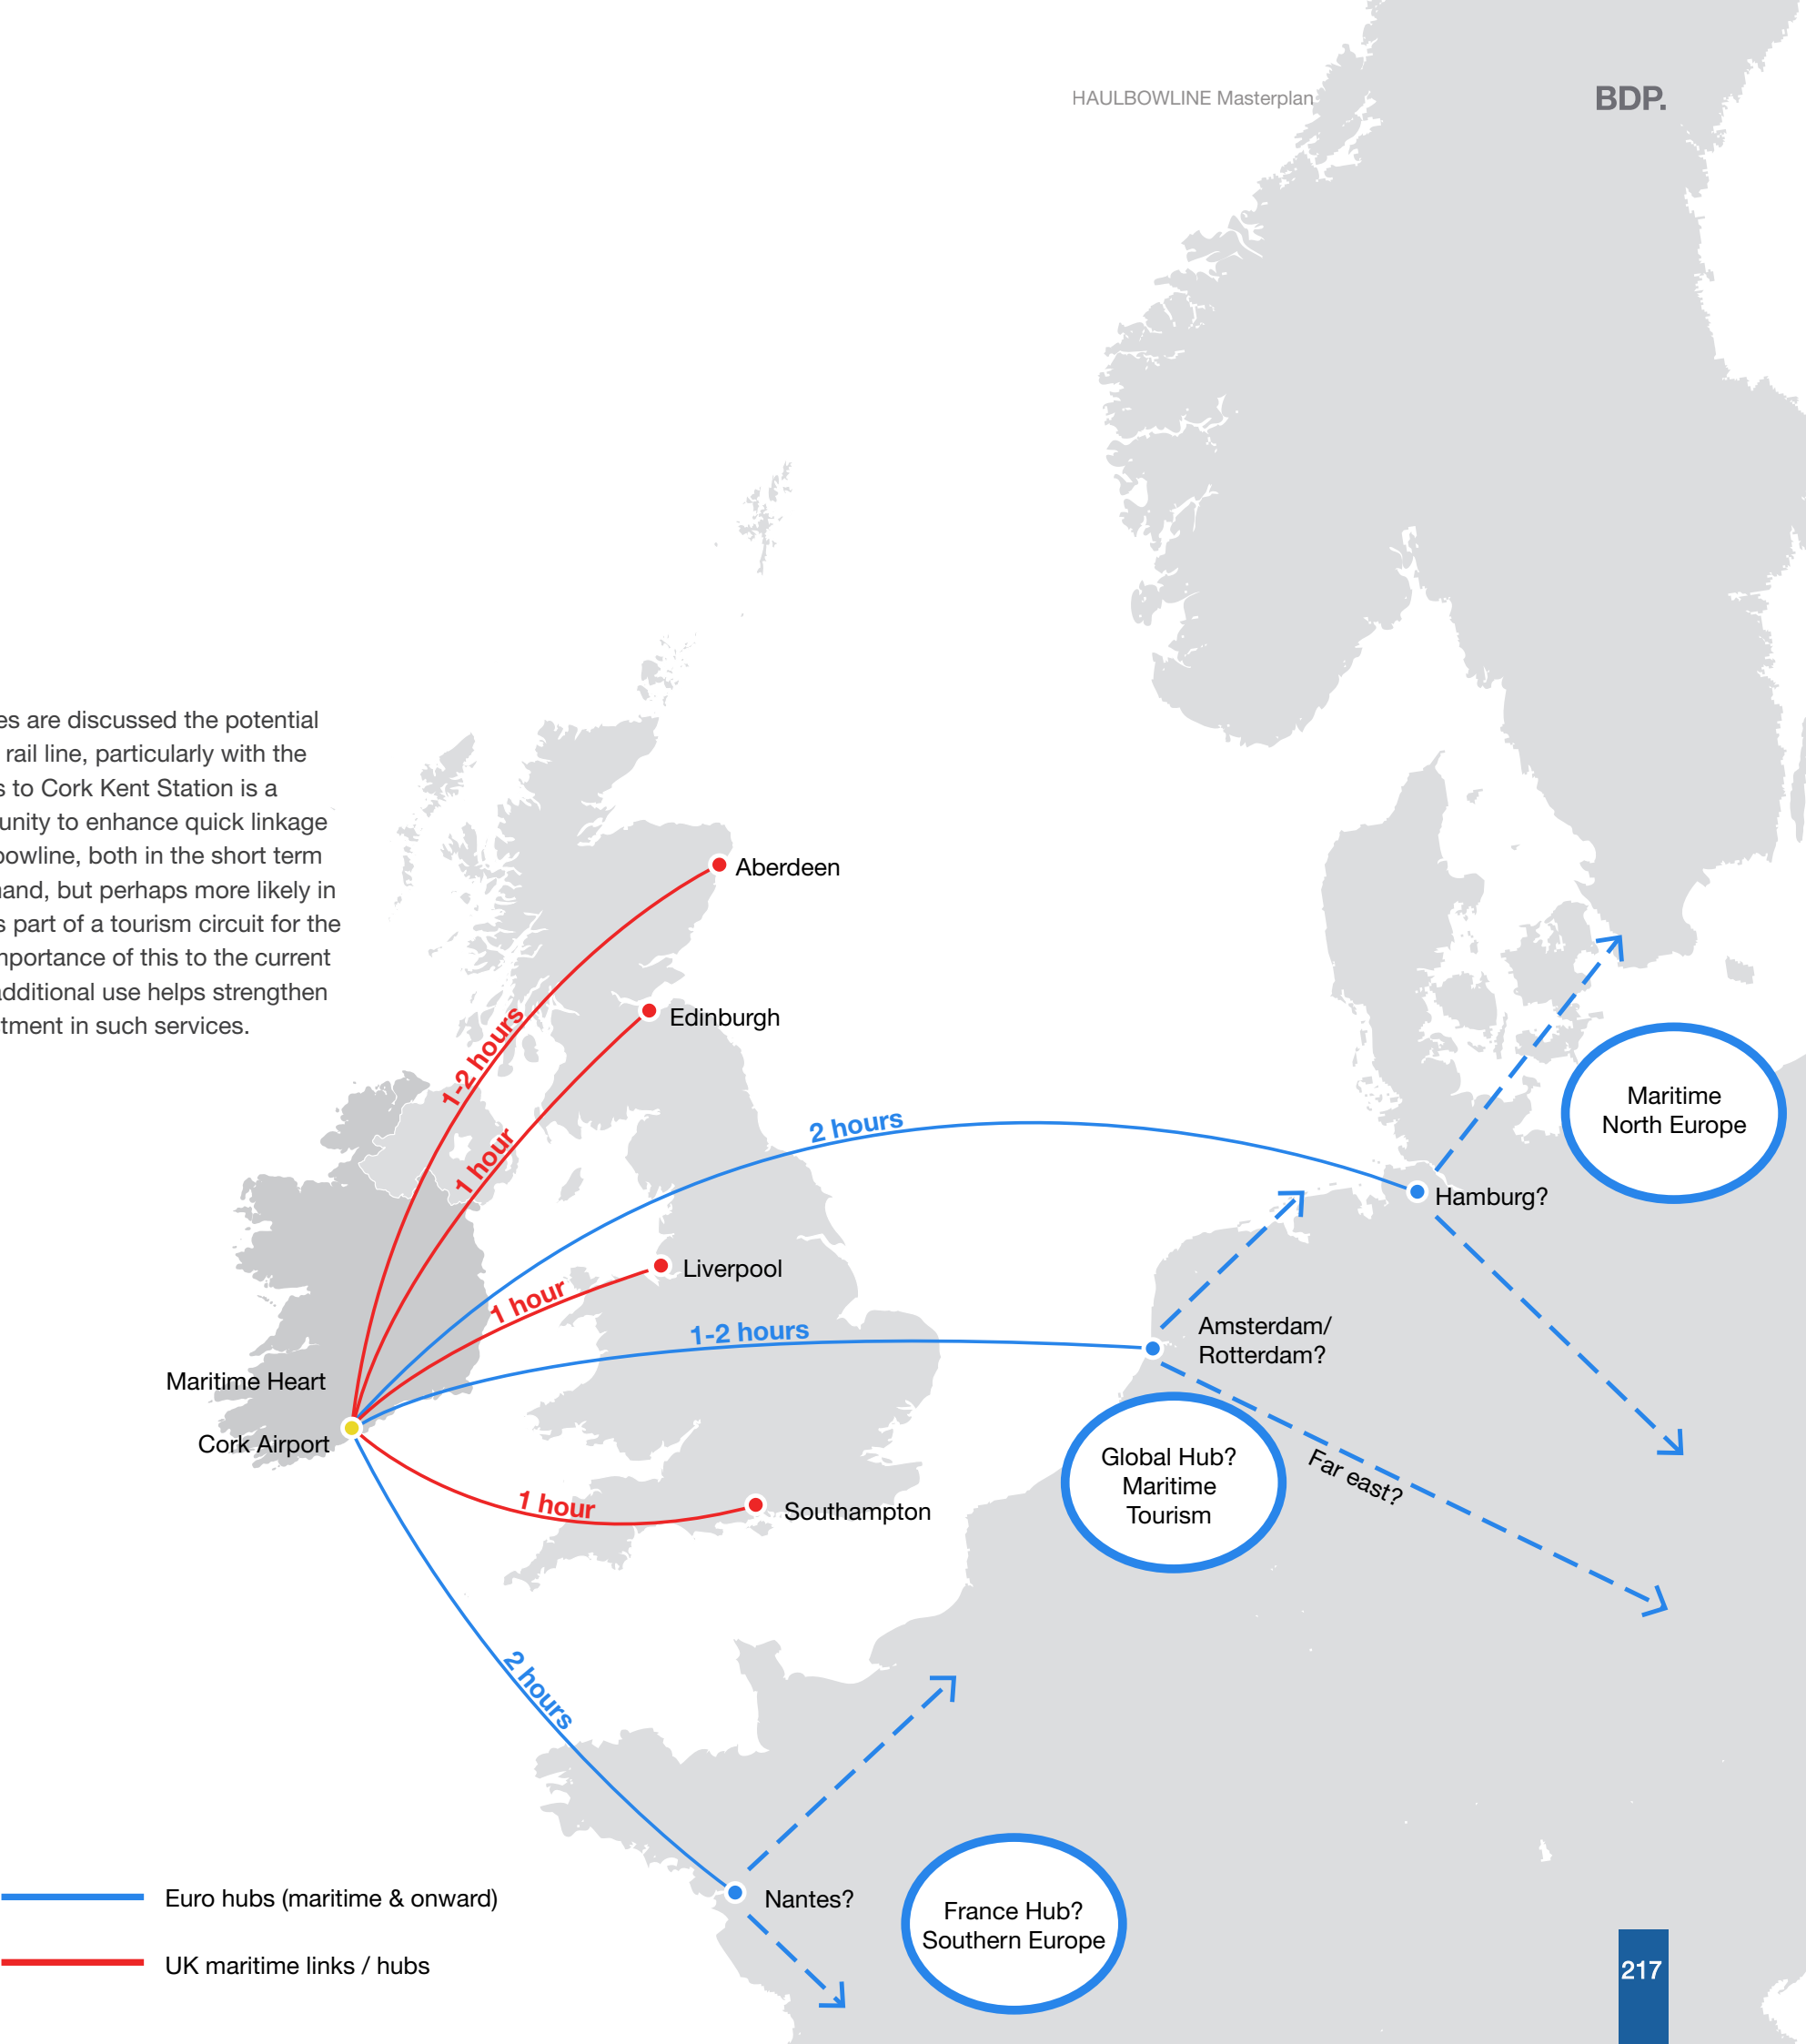 HAULBOWLINE Masterplan
BDP.
es are discussed the potential
rail line, particularly with the
s to Cork Kent Station is a
unity to enhance quick linkage
owline, both in the short term
and, but perhaps more likely in
s part of a tourism circuit for the
mportance of this to the current
additional use helps strengthen
tment in such services.
Aberdeen
Edinburgh
1-2 hours
1 hour
2 hours
Maritime
North Europe
Hamburg?
Liverpool
1 hour
1-2 hours
Amsterdam/
Rotterdam?
Maritime Heart
Cork Airport
Global Hub?
Maritime
Tourism
Far east?
1 hour
Southampton
2 hours
Nantes?
France Hub?
Southern Europe
Euro hubs (maritime & onward)
UK maritime links / hubs
217